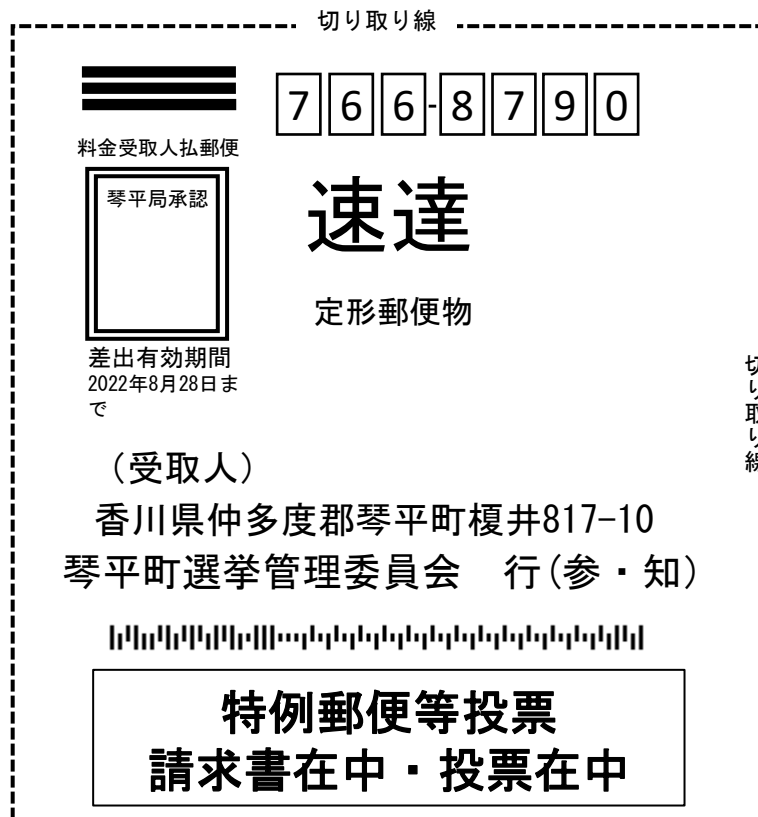 切り取り線
766-8790
料金受取人払郵便
琴平局承認
速達
定形郵便物
差出有効期間
2022年8月28日ま
で
切り取り線
（受取人）
香川県仲多度郡琴平町榎井817−10
琴平町選挙管理委員会　行(参・知)
特例郵便等投票
請求書在中・投票在中